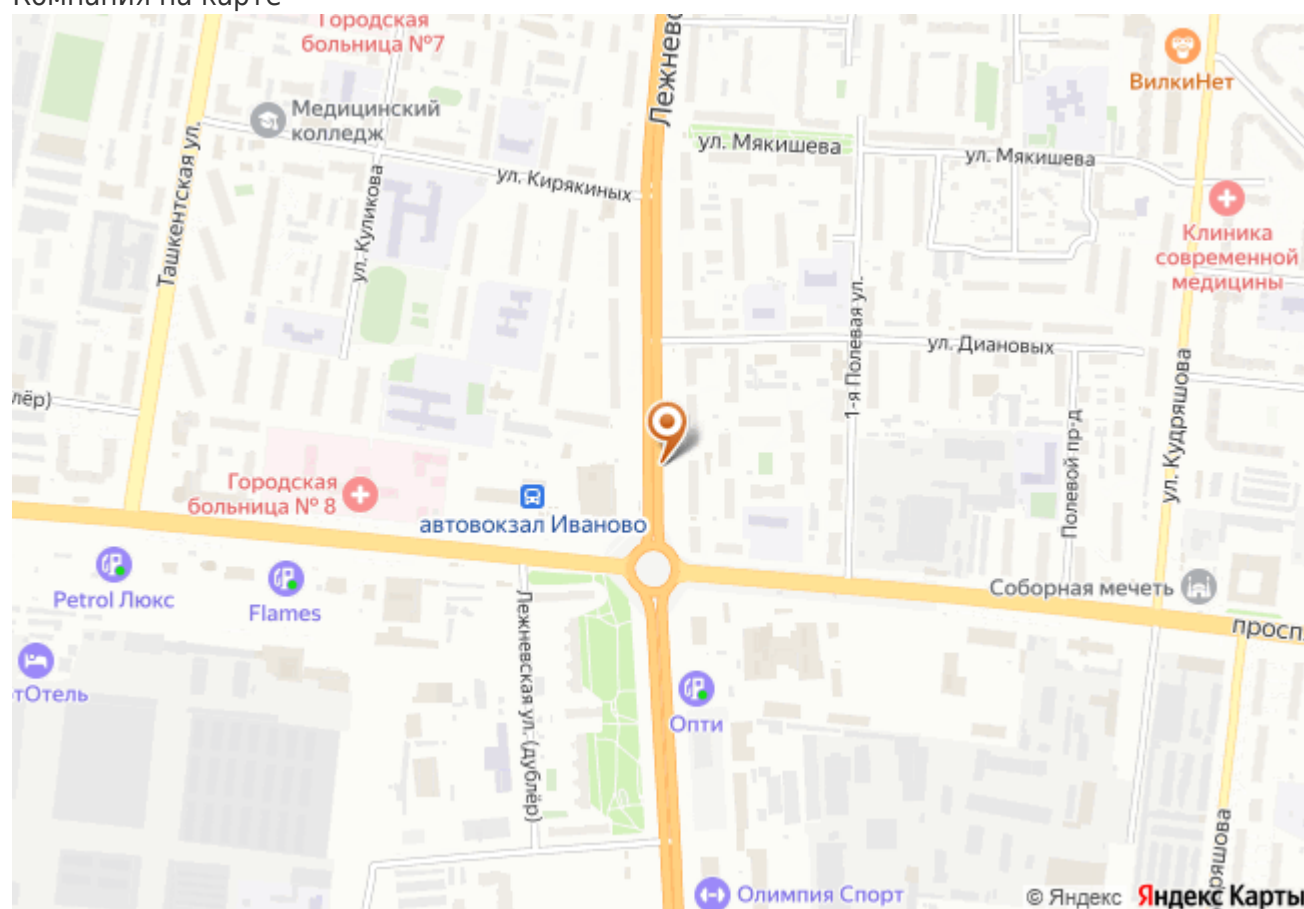 Компания на карте
Городская
больница №7
Лежневс
ВилкиНет
Медицинский
колледж
ул. Мякишева
ул. Мякишева
Ташкентская ул.
ул. Куликова
ул. Кирякиных
Клиника
современной
медицины
1-я Полевая ул.
ул. Диановых
ул. Кудряшова
лёр)
Полевой пр-д
Городская
больница № 8
автовокзал Иваново
Petrol Люкс
Flames
Соборная мечеть
просп
тОтель
Лежневская ул. (дублёр)
Опти
ряшова
Олимпия Спорт
© Яндекс Яндекс Карты